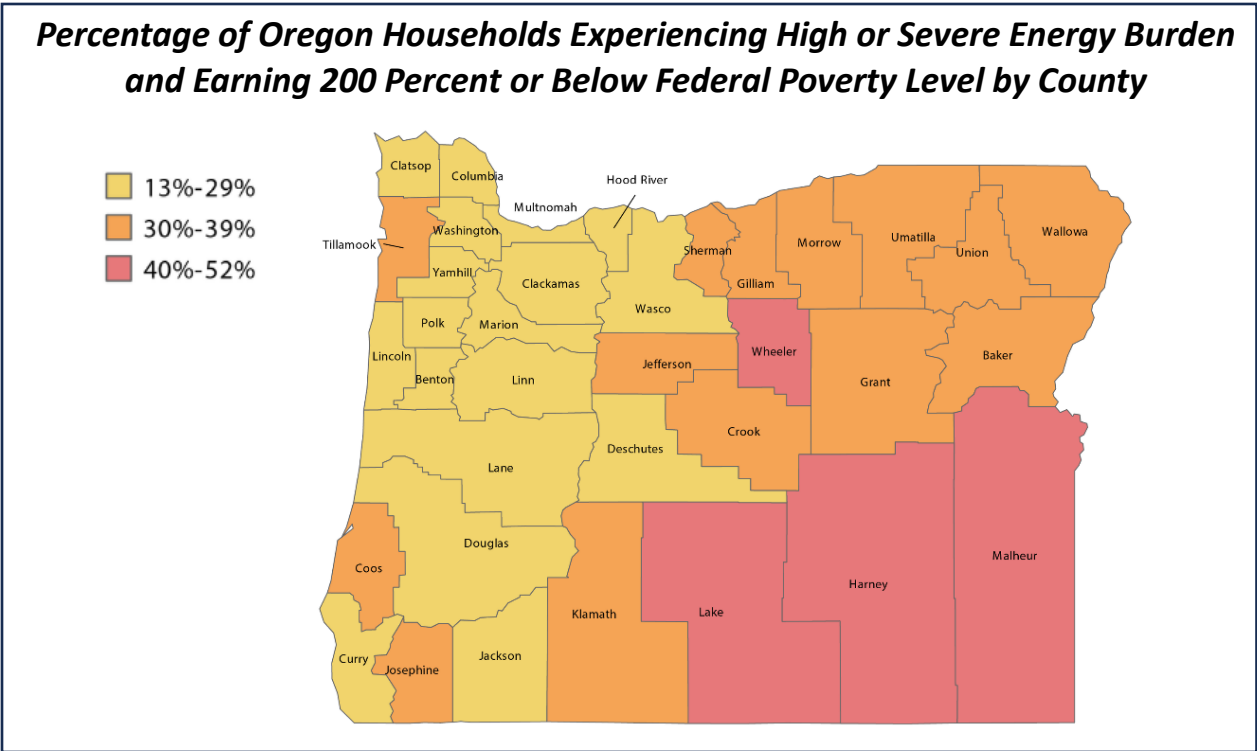 Percentage of Oregon Households Experiencing High or Severe Energy Burden
and Earning 200 Percent or Below Federal Poverty Level by County
13%-29%
30%-39%
40%-52%
Clatsop
Columbia
Hood River
Multnomah
Tillamook
Washington
Yamhill
Clackamas
Wasco
Sherman
Gilliam
Morrow
Umatilla
Union
Wallowa
Polk
Marion
Lincoln
Benton
Linn
Jefferson
Wheeler
Grant
Baker
Crook
Deschutes
Lane
Douglas
Coos
Curry
Josephine
Jackson
Klamath
Lake
Harney
Malheur